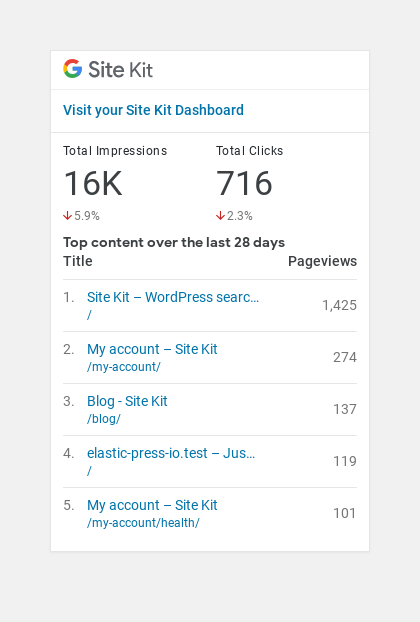 Site Kit
Visit your Site Kit Dashboard
Total Impressions Total Clicks
16K 716
5.9% 2.3%
Top content over the last 28 days
Title Pageviews
1. Site Kit – WordPress searc… 1,425
/
2. My account – Site Kit 274
/my-account/
3. Blog - Site Kit 137
/blog/
4. elastic-press-io.test – Jus… 119
/
5. My account – Site Kit 101
/my-account/health/